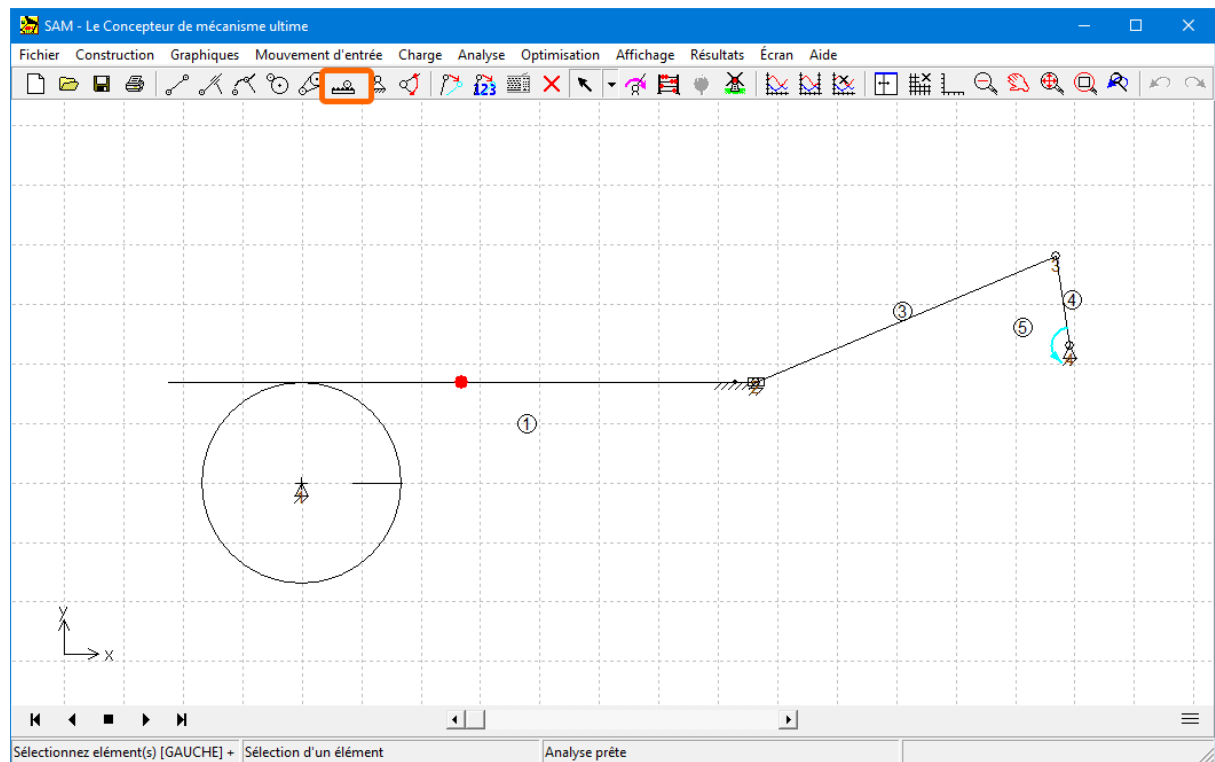 SAM - Le Concepteur de mécanisme ultime
Fichier Construction Graphiques Mouvement d'entrée Charge Analyse Optimisation Affichage Résultats Écran Aide
123
3
4
3
5
1
y
x
Sélectionnez elément(s) [GAUCHE] + Sélection d'un élément Analyse prête